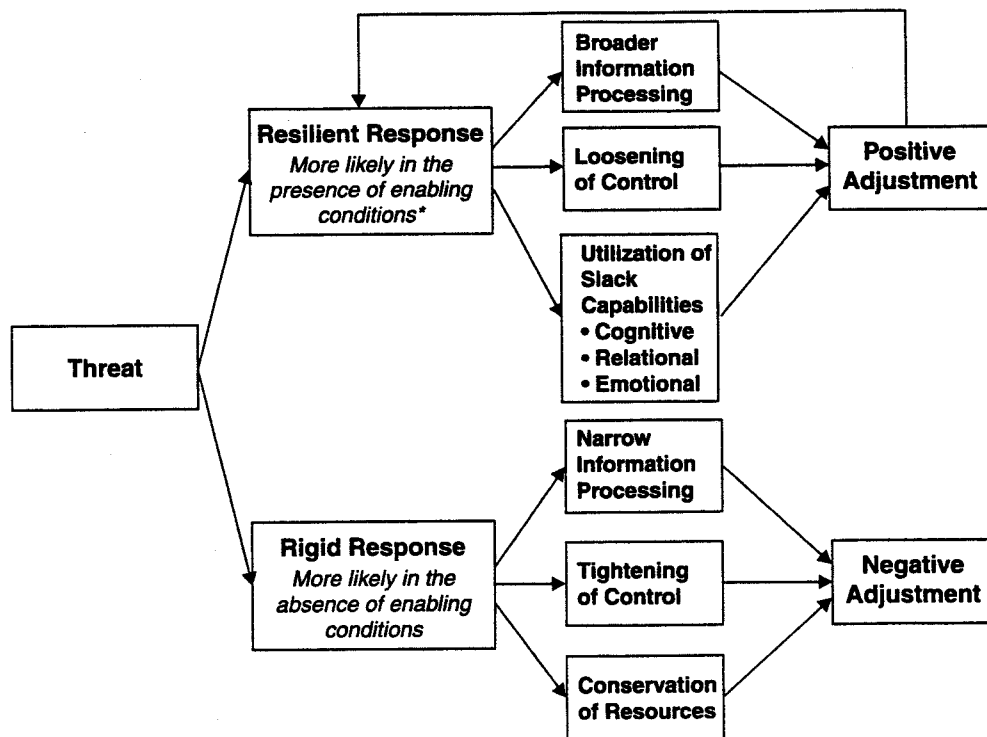 Broader
Information
Processing
Resilient Response
More likely in the
presence of enabling
conditions*
Loosening
of Control
Positive
Adjustment
Utilization of
Slack
Capabilities
• Cognitive
• Relational
• Emotional
Threat
Narrow
Information
Processing
Rigid Response
More likely in the
absence of enabling
conditions
Tightening
of Control
Negative
Adjustment
Conservation
of Resources